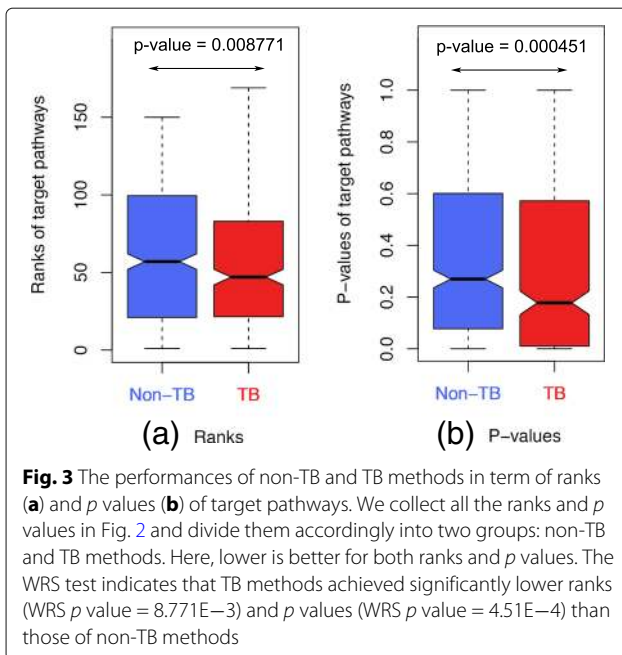 p-value = 0.008771
p-value = 0.000451
Ranks of target pathways
0
50
100
150
P-values of target pathways
0.0
0.2
0.4
0.6
0.8
1.0
Non-TB TB
Non-TB TB
(a) Ranks
(b) P-values
Fig. 3 The performances of non-TB and TB methods in term of ranks
(a) and p values (b) of target pathways. We collect all the ranks and p
values in Fig. 2 and divide them accordingly into two groups: non-TB
and TB methods. Here, lower is better for both ranks and p values. The
WRS test indicates that TB methods achieved significantly lower ranks
(WRS p value = 8.771E−3) and p values (WRS p value = 4.51E−4) than
those of non-TB methods